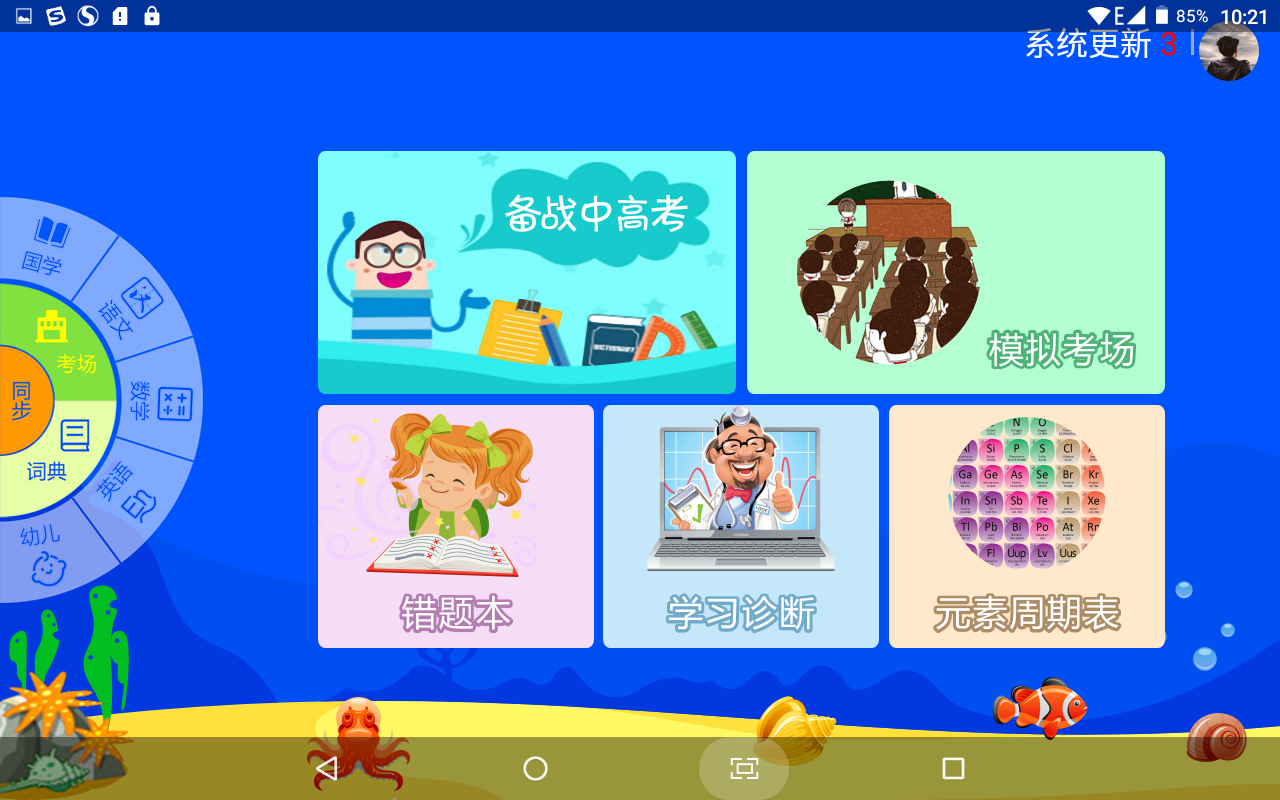 E 85% 10:21
系统更新 3
备战中高考
DICTIONARY
模拟考场
国学
语文
数学
英语
幼儿
考场
词典
同步
错题本
学习诊断
元素周期表
N O
Al Si P S Cl
Ga Ge As Se Br Kr
In Sn Sb Te I Xe
Tl Pb Bi Po At Rn
Fl Uup Lv Uus